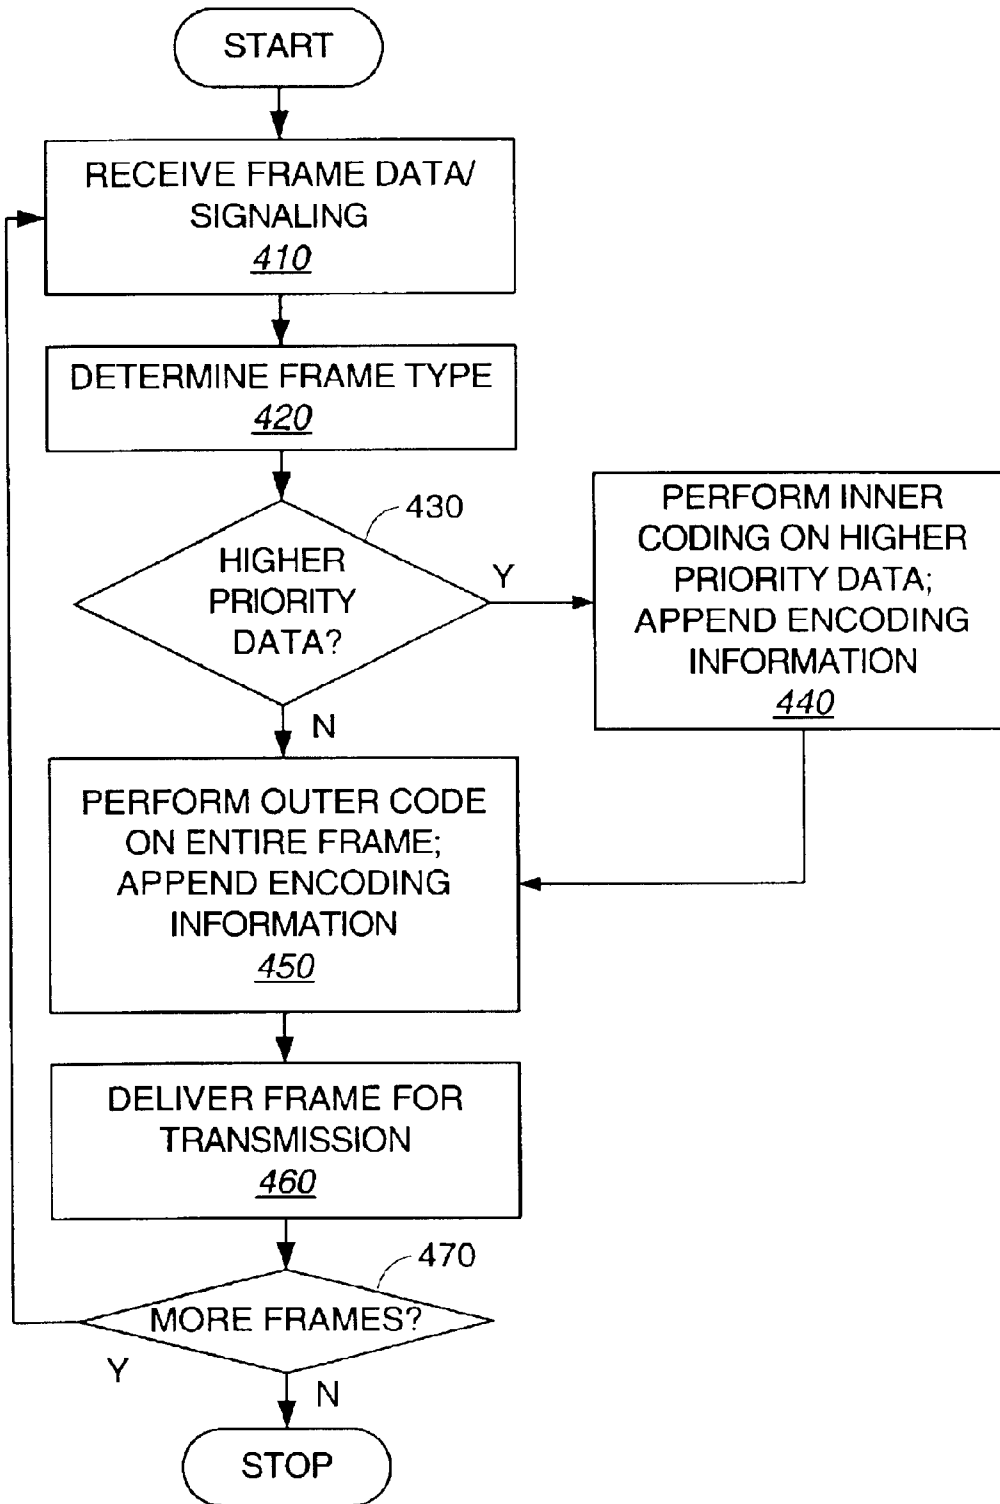 START
RECEIVE FRAME DATA/
SIGNALING
410
DETERMINE FRAME TYPE
420
430
HIGHER
PRIORITY
DATA?
Y
PERFORM INNER
CODING ON HIGHER
PRIORITY DATA;
APPEND ENCODING
INFORMATION
440
N
PERFORM OUTER CODE
ON ENTIRE FRAME;
APPEND ENCODING
INFORMATION
450
DELIVER FRAME FOR
TRANSMISSION
460
470
MORE FRAMES?
Y
N
STOP